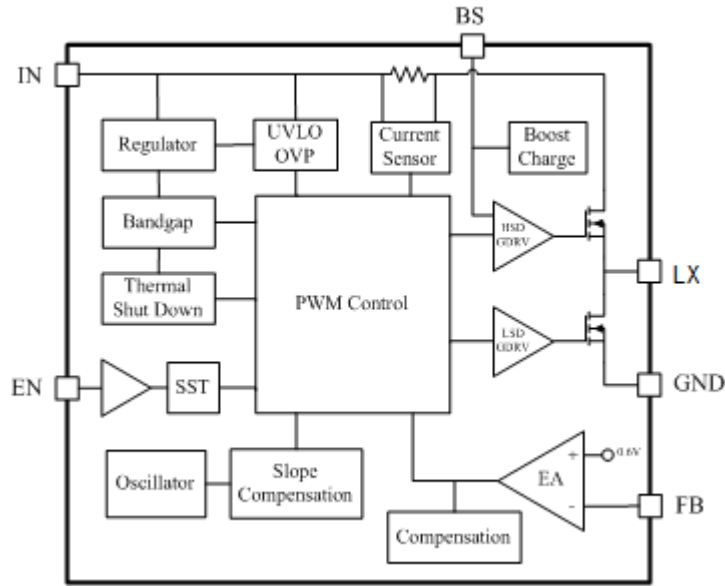 BS
IN
Regulator
UVLO
OVP
Current
Sensor
Boost
Charge
Bandgap
HSD
GDRV
Thermal
Shut Down
PWM Control
LX
LSD
GDRV
EN
SST
GND
Oscillator
Slope
Compensation
EA
+
0.6V
-
FB
Compensation